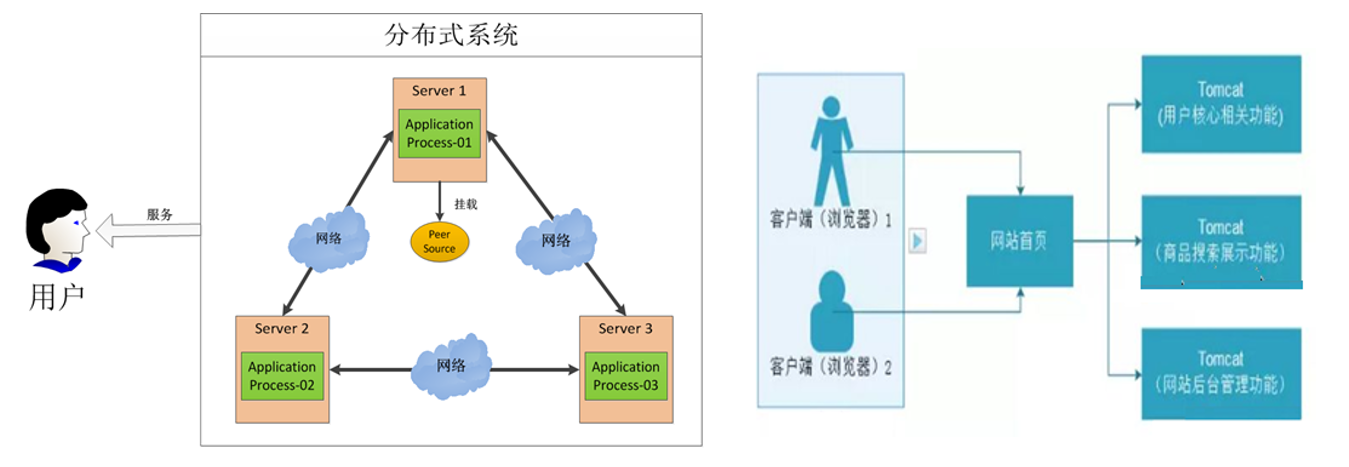 分布式系统
Server 1
Application
Process-01
挂载
Peer
Source
网络
网络
服务
用户
Server 2
Application
Process-02
网络
Server 3
Application
Process-03
客户端（浏览器）1
客户端（浏览器）2
网站首页
Tomcat
(用户核心相关功能)
Tomcat
（商品搜索展示功能）
Tomcat
（网站后台管理功能）